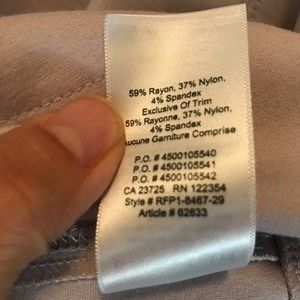 59% Rayon, 37% Nylon,
4% Spandex
Exclusive Of Trim
59% Rayonne, 37% Nylon,
4% Spandex
Aucune Garniture Comprise
P.O. # 4500105540
P.O. # 4500105541
P.O. # 4500105542
CA 23725 RN 122354
Style # RFP1-8467-29
Article # 62633